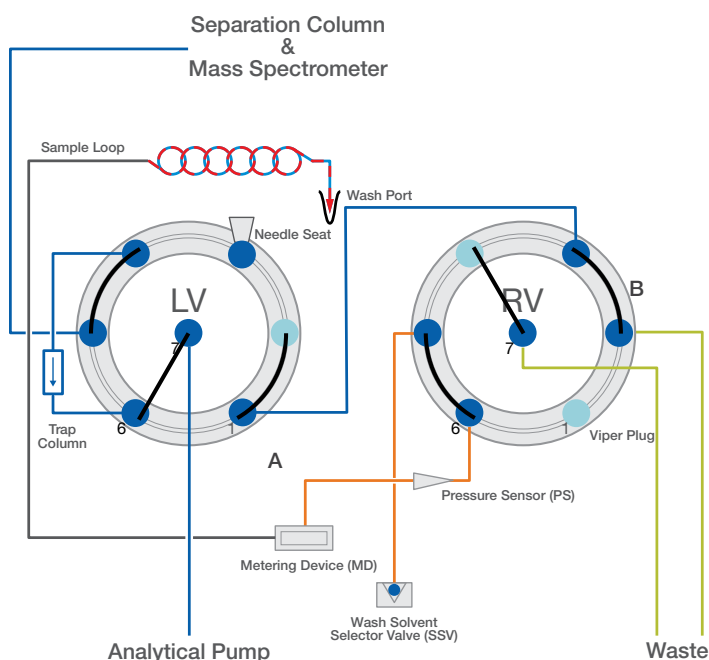 Separation Column
&
Mass Spectrometer
Sample Loop
Wash Port
Needle Seat
LV
RV
B
7
7
Trap
Column
6
1
6
1
Viper Plug
A
Pressure Sensor (PS)
Metering Device (MD)
Wash Solvent
Selector Valve (SSV)
Analytical Pump
Waste